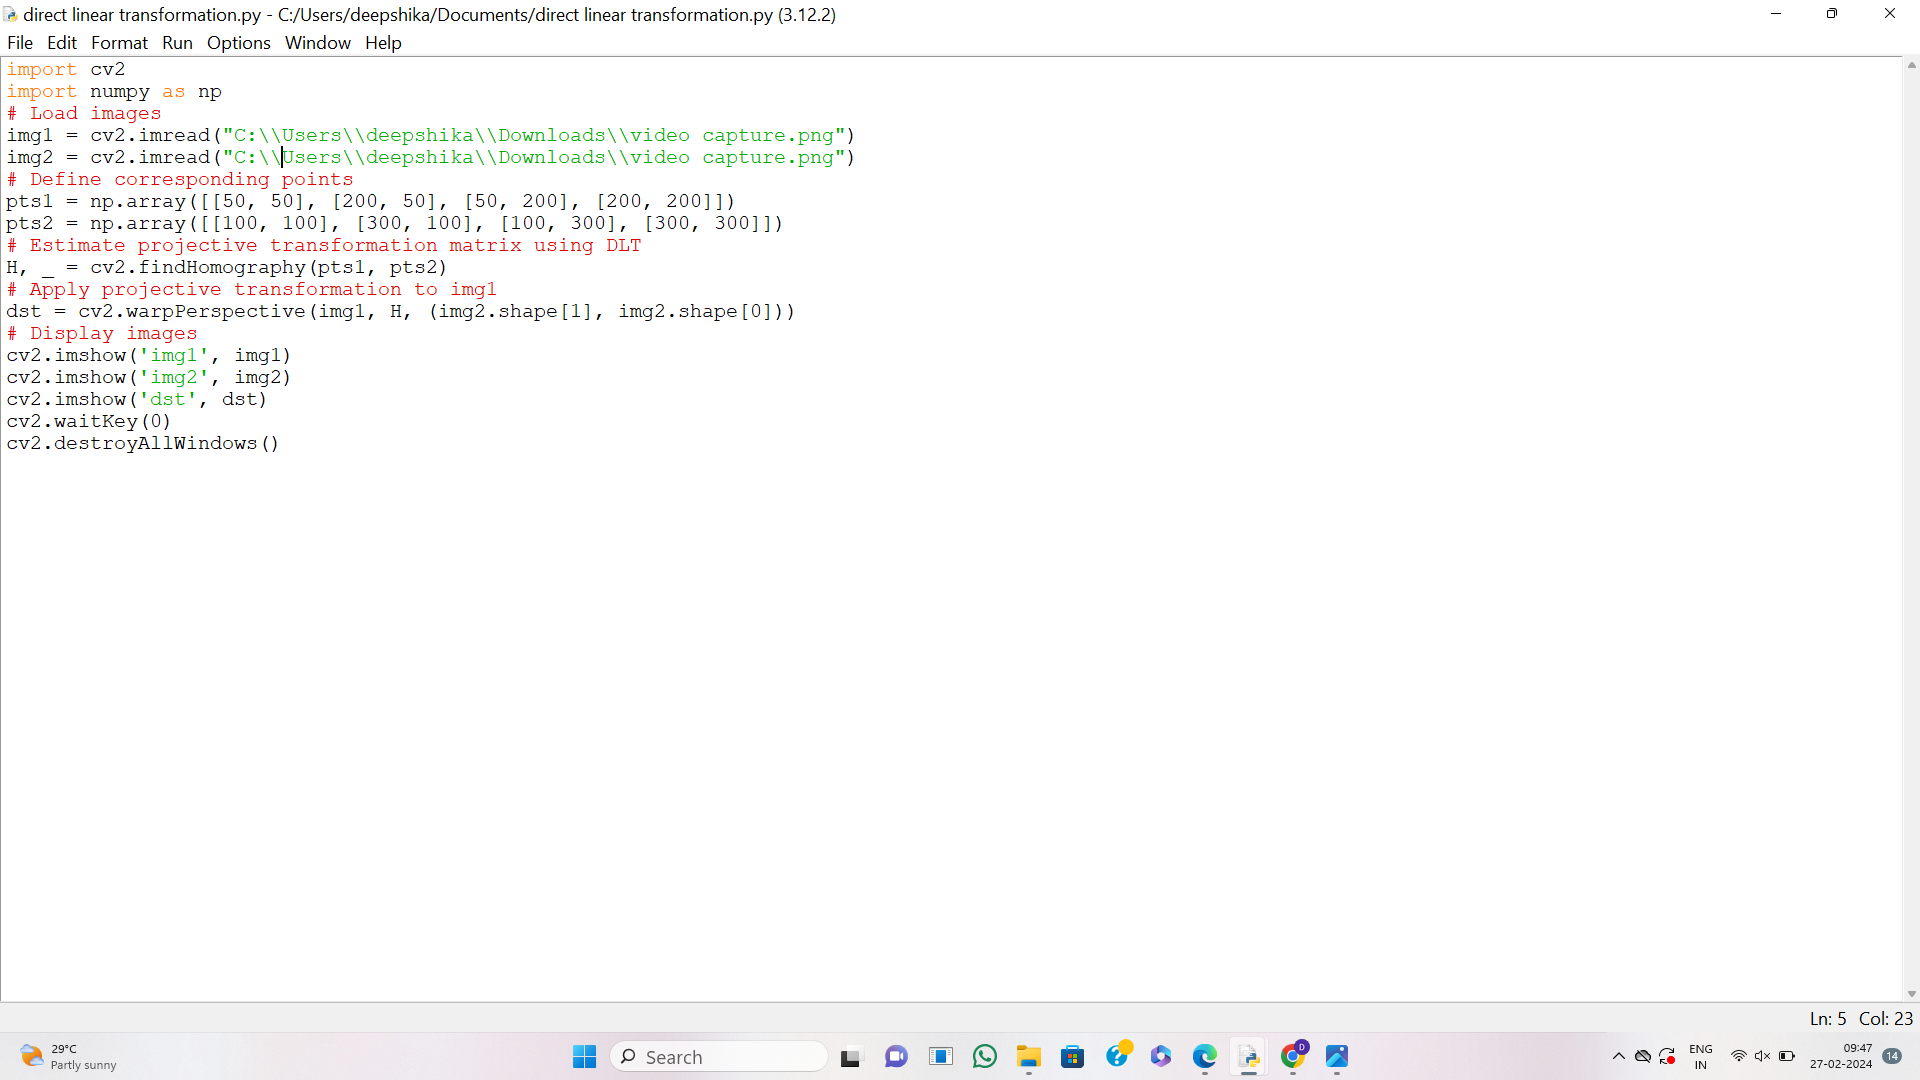 direct linear transformation.py - C:/Users/deepshika/Documents/direct linear transformation.py (3.12.2)
File Edit Format Run Options Window Help
import cv2
import numpy as np
# Load images
img1 = cv2.imread("C:\\Users\\deepshika\\Downloads\\video capture.png")
img2 = cv2.imread("C:\\Users\\deepshika\\Downloads\\video capture.png")
# Define corresponding points
pts1 = np.array([[50, 50], [200, 50], [50, 200], [200, 200]])
pts2 = np.array([[100, 100], [300, 100], [100, 300], [300, 300]])
# Estimate projective transformation matrix using DLT
H, _ = cv2.findHomography(pts1, pts2)
# Apply projective transformation to img1
dst = cv2.warpPerspective(img1, H, (img2.shape[1], img2.shape[0]))
# Display images
cv2.imshow('img1', img1)
cv2.imshow('img2', img2)
cv2.imshow('dst', dst)
cv2.waitKey(0)
cv2.destroyAllWindows()
Ln: 5 Col: 23
29°C
Partly sunny
Search
D
ENG
IN
09:47
27-02-2024
14